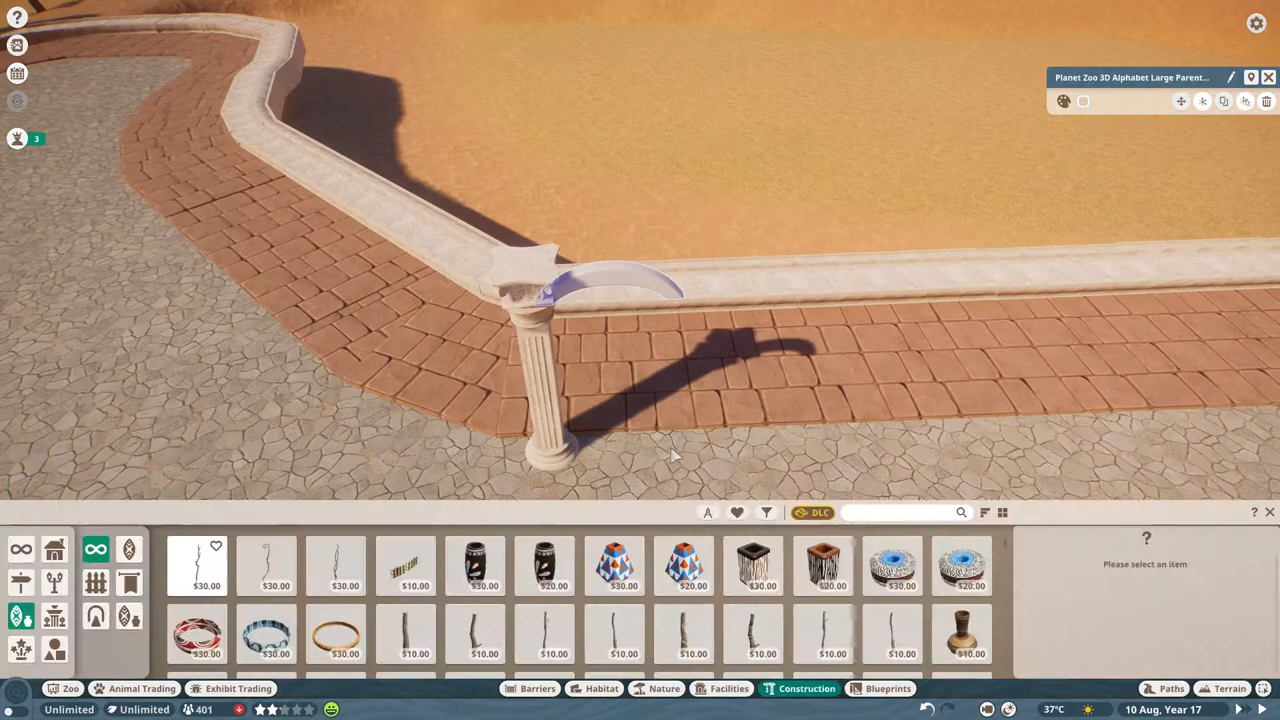 ?
Planet Zoo 3D Alphabet Large Parent...
3
DLC
?
$30.00 $30.00 $30.00 $10.00 $30.00 $20.00 $30.00 $20.00 $30.00 $30.00 $30.00 $20.00
?
Please select an item
$30.00 $30.00 $30.00 $10.00 $10.00 $10.00 $10.00 $10.00 $10.00 $10.00 $10.00 $10.00
Zoo Animal Trading Exhibit Trading Barriers Habitat Nature Facilities Construction Blueprints Paths Terrain
Unlimited Unlimited 401 37°C 10 Aug, Year 17